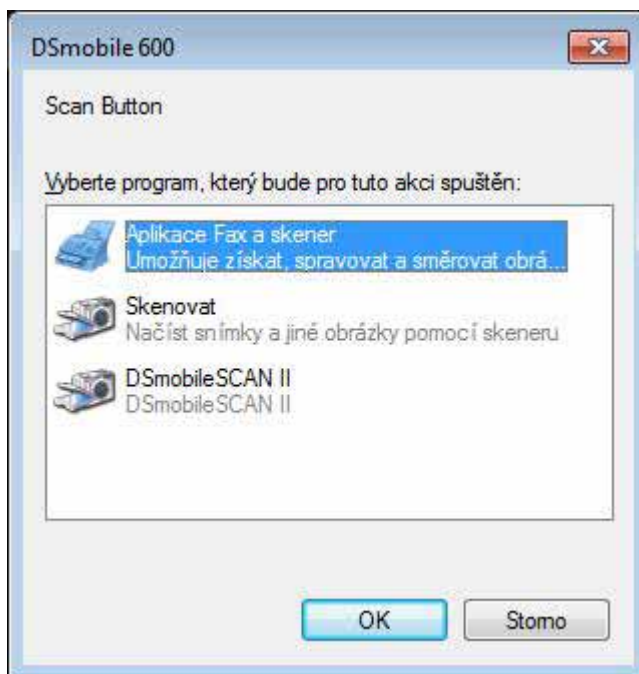 DSmobile 600
Scan Button
Vyberte program, který bude pro tuto akci spuštěn:
Aplikace Fax a skener
Umožňuje získat, spravovat a směrovat obrá...
Skenovat
Načíst snímky a jiné obrázky pomocí skeneru
DSmobileSCAN II
DSmobileSCAN II
OK
Storno